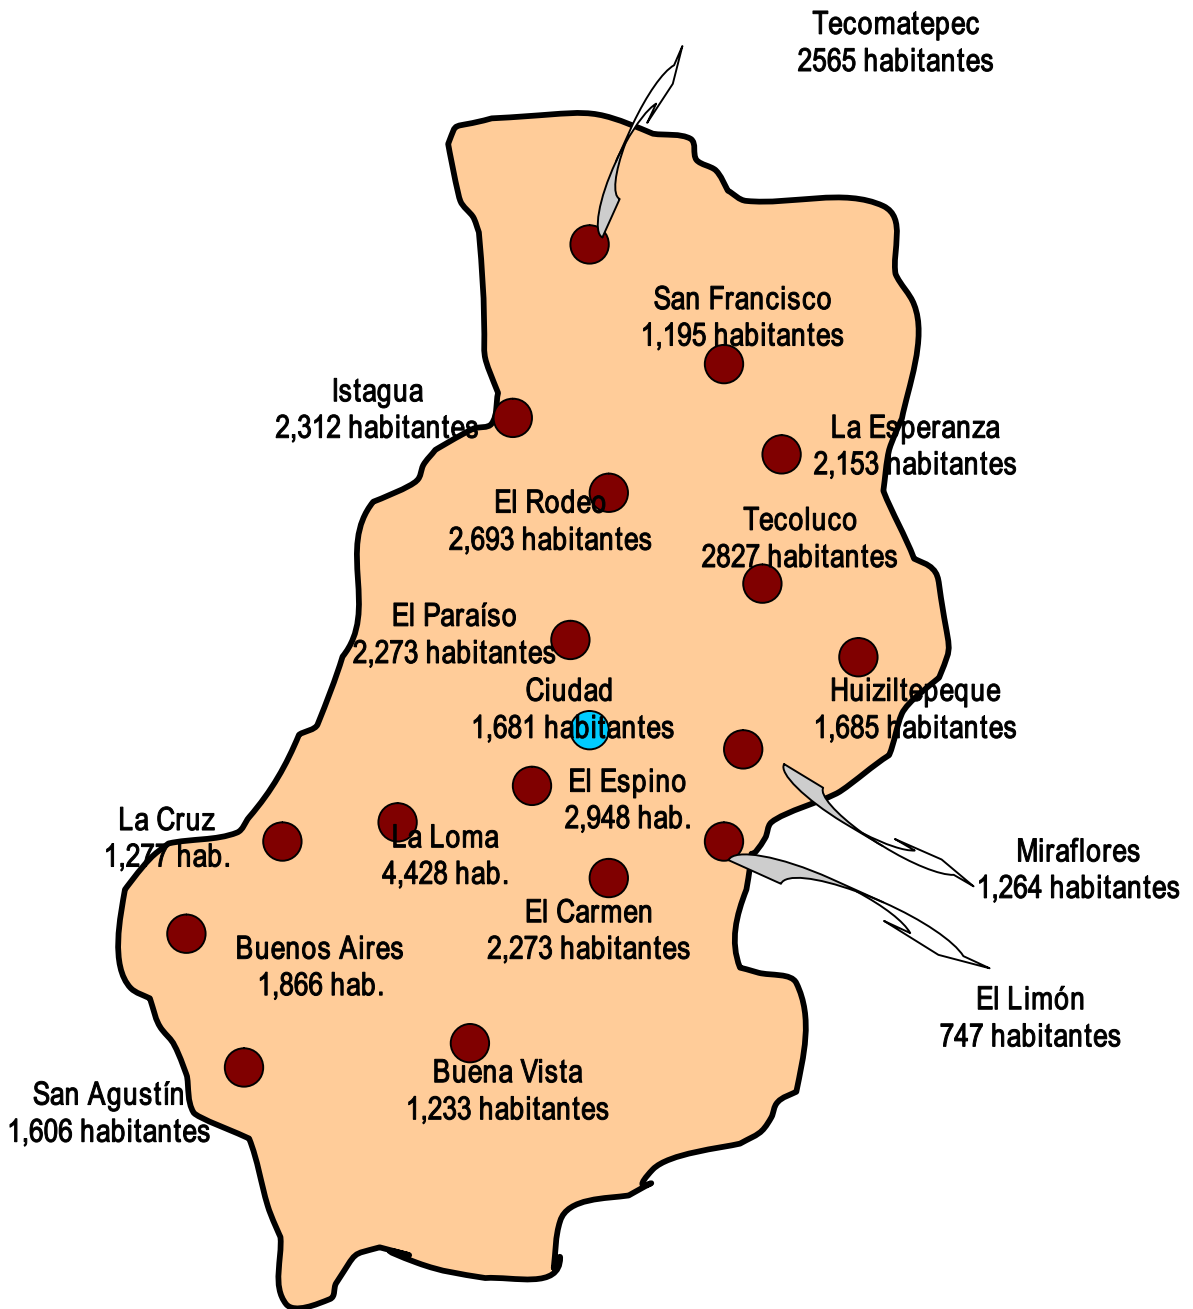 Tecomatepec
2565 habitantes
San Francisco
1,195 habitantes
Istagua
2,312 habitantes
La Esperanza
2,153 habitantes
El Rodeo
2,693 habitantes
Tecoluco
2827 habitantes
El Paraíso
2,273 habitantes
Ciudad
1,681 habitantes
Huiziltepeque
1,685 habitantes
El Espino
2,948 hab.
La Cruz
1,277 hab.
La Loma
4,428 hab.
Miraflores
1,264 habitantes
El Carmen
2,273 habitantes
Buenos Aires
1,866 hab.
El Limón
747 habitantes
Buena Vista
1,233 habitantes
San Agustín
1,606 habitantes